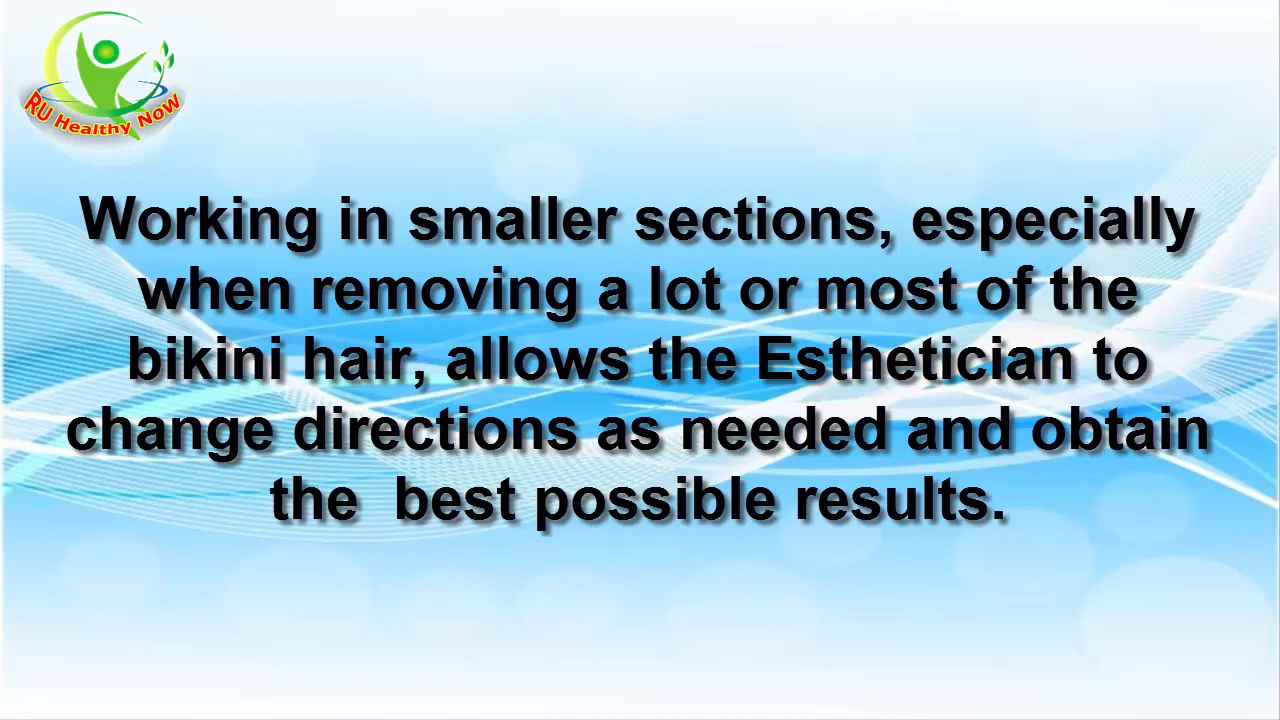 RU Healthy Now
Working in smaller sections, especially
when removing a lot or most of the
bikini hair, allows the Esthetician to
change directions as needed and obtain
the  best possible results.